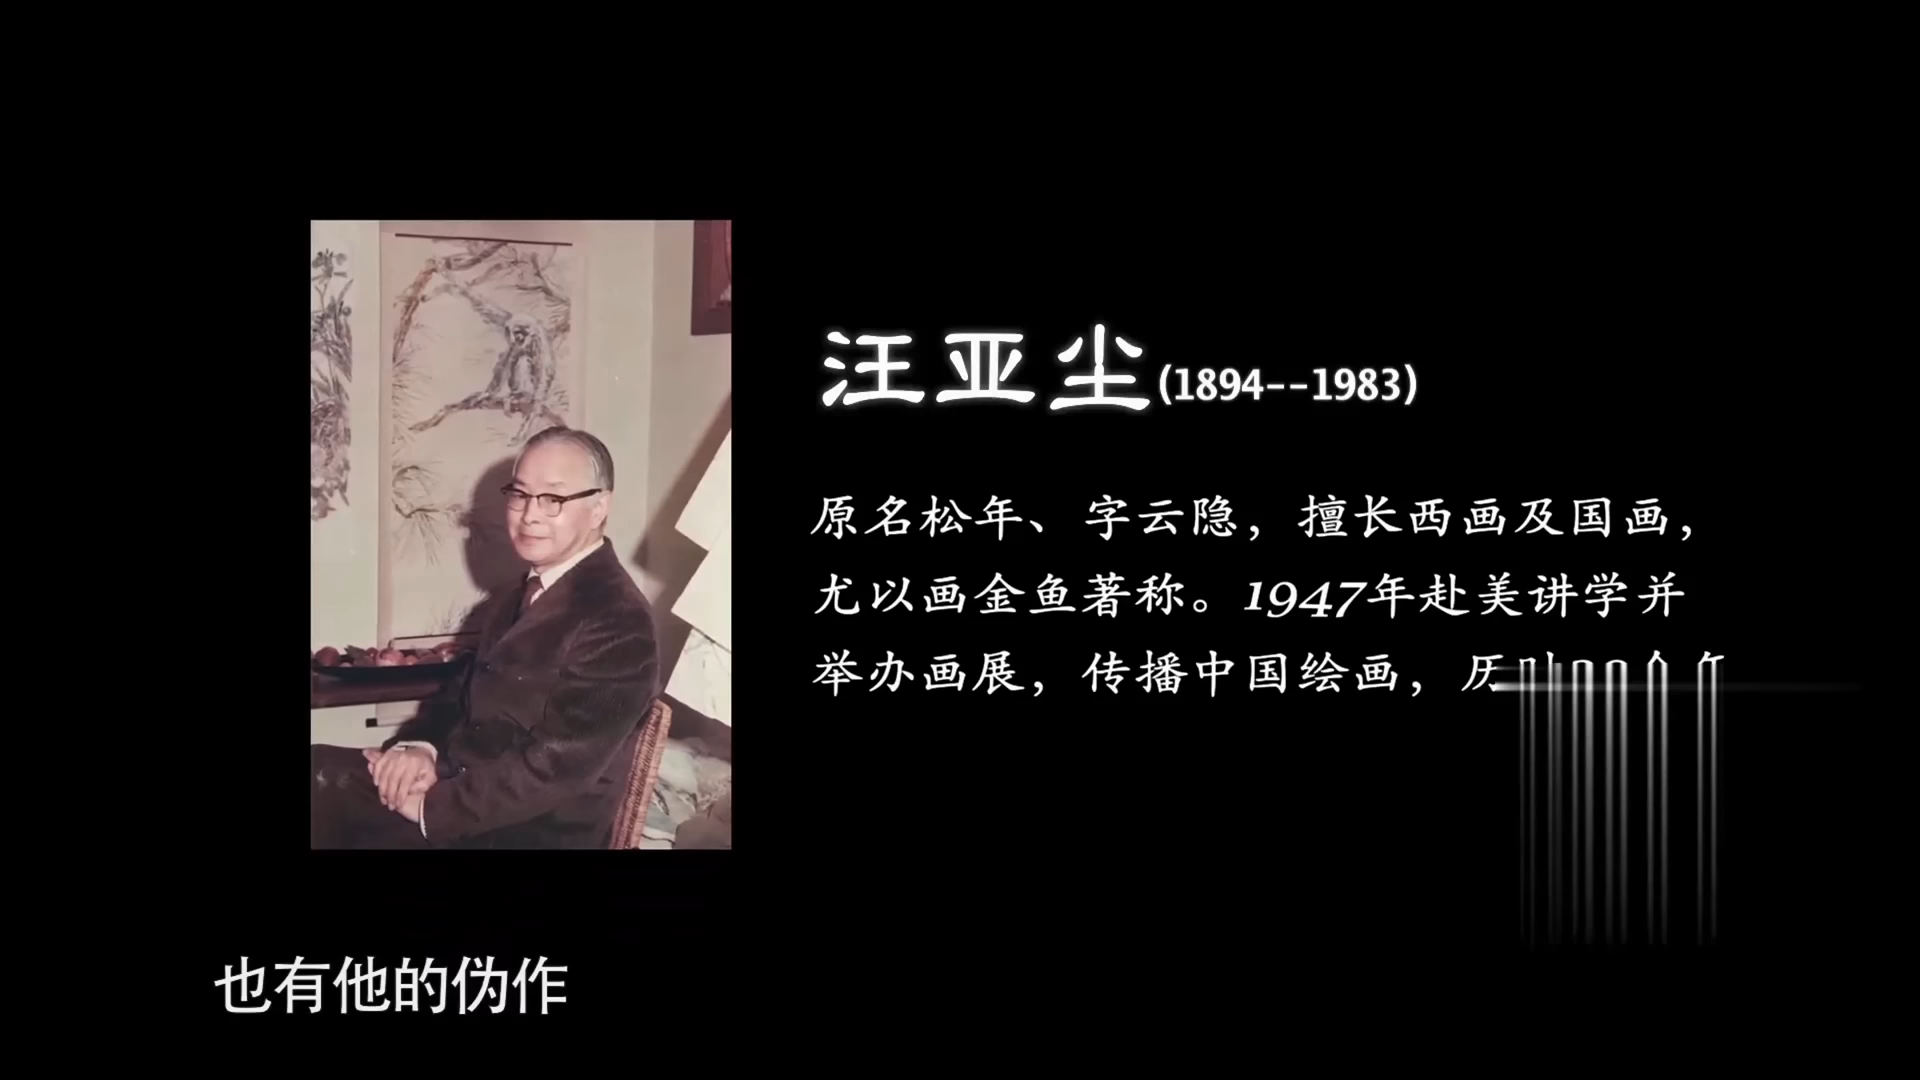 汪亚尘(1894--1983)
原名松年、字云隐，擅长西画及国画，
尤以画金鱼著称。1947年赴美讲学并
举办画展，传播中国绘画，历
也有他的伪作